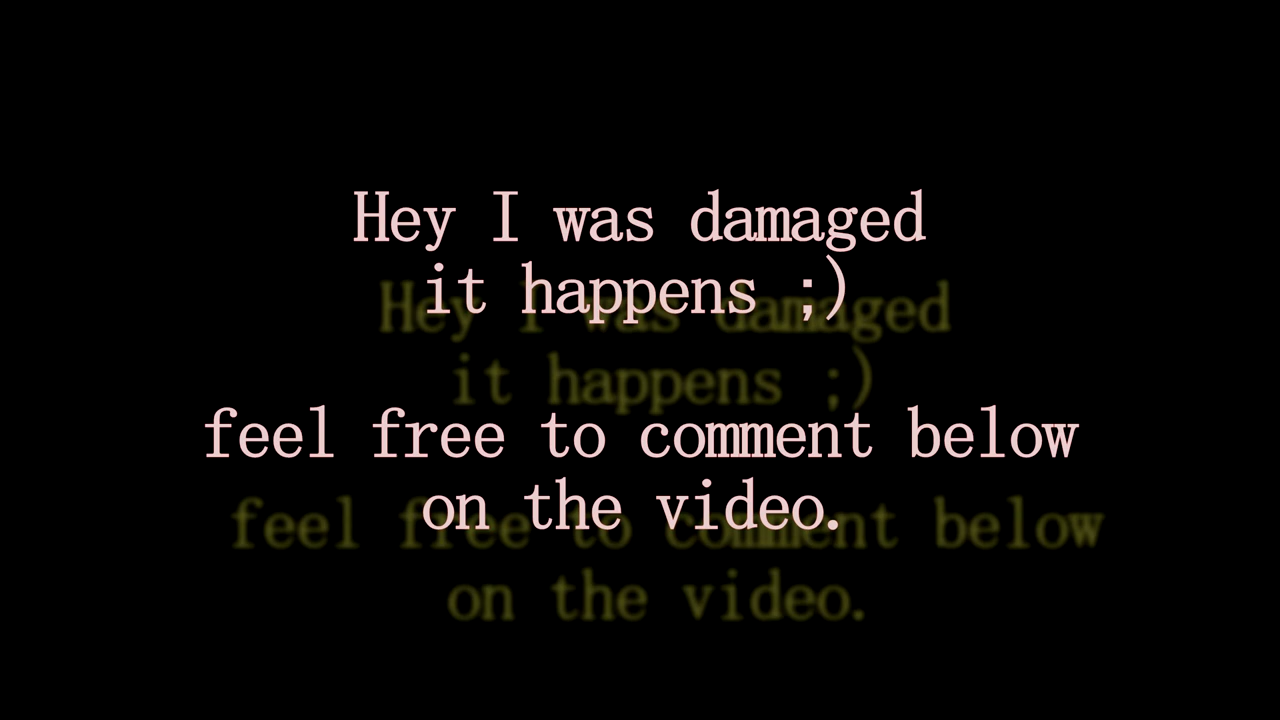 Hey I was damaged
it happens ;)
feel free to comment below
on the video.